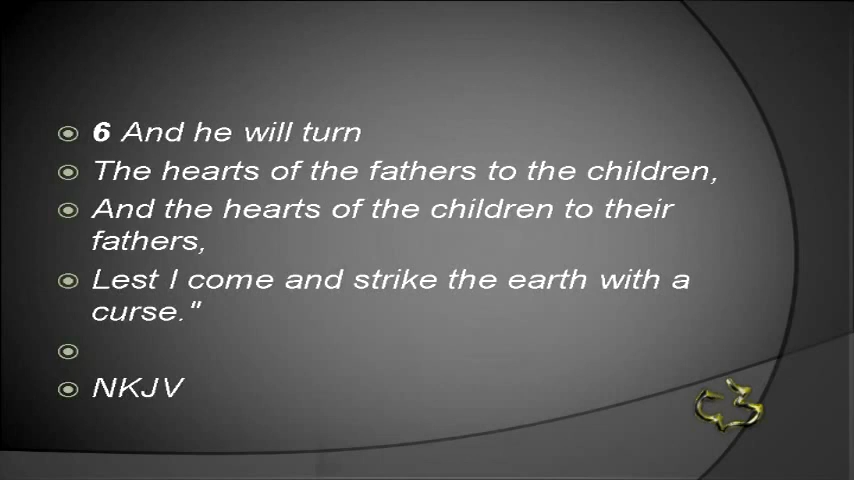 6 And he will turn
The hearts of the fathers to the children,
And the hearts of the children to their
fathers,
Lest I come and strike the earth with a
curse."
NKJV